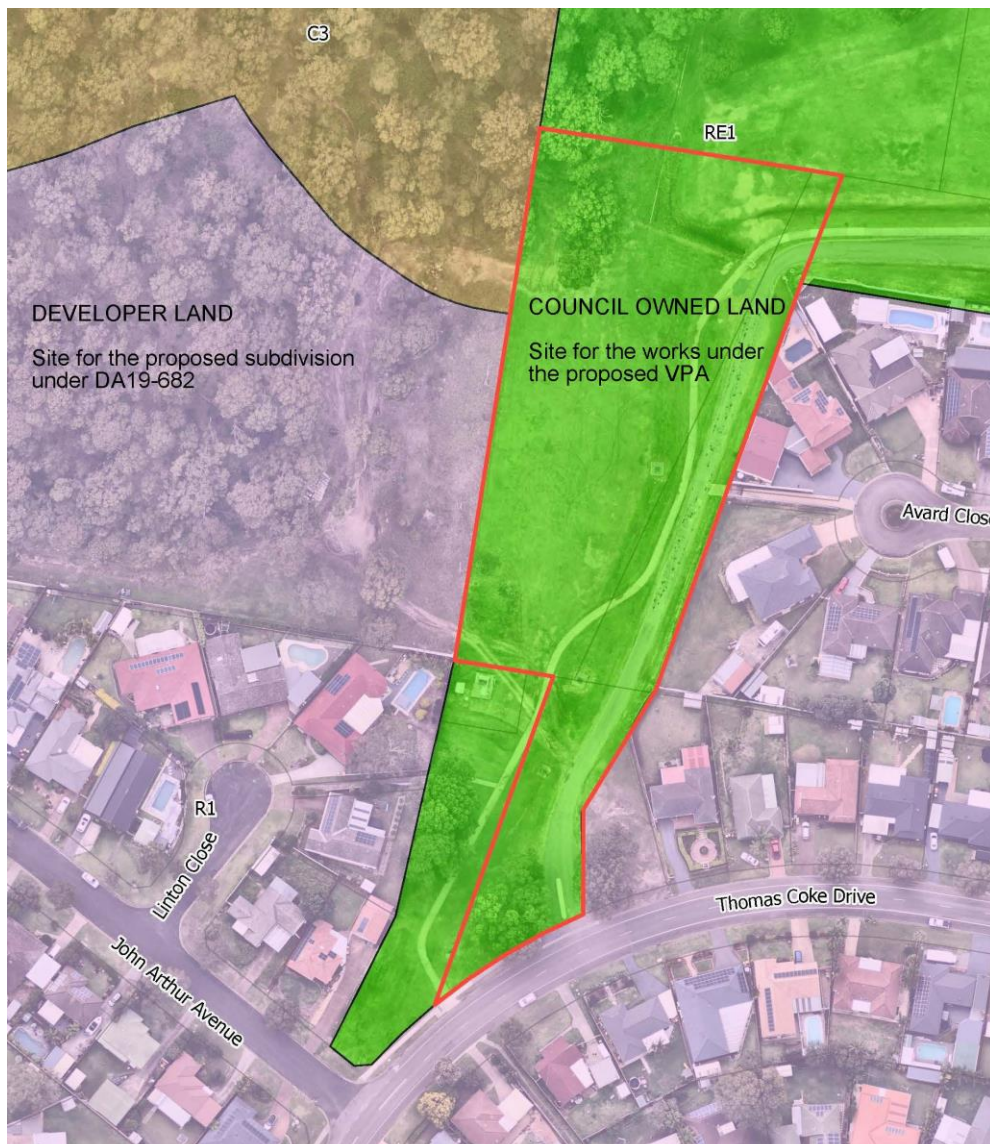 C3
RE1
DEVELOPER LAND
Site for the proposed subdivision
under DA19-682
COUNCIL OWNED LAND
Site for the works under
the proposed VPA
Avard Close
R1
Linton Close
John Arthur Avenue
Thomas Coke Drive